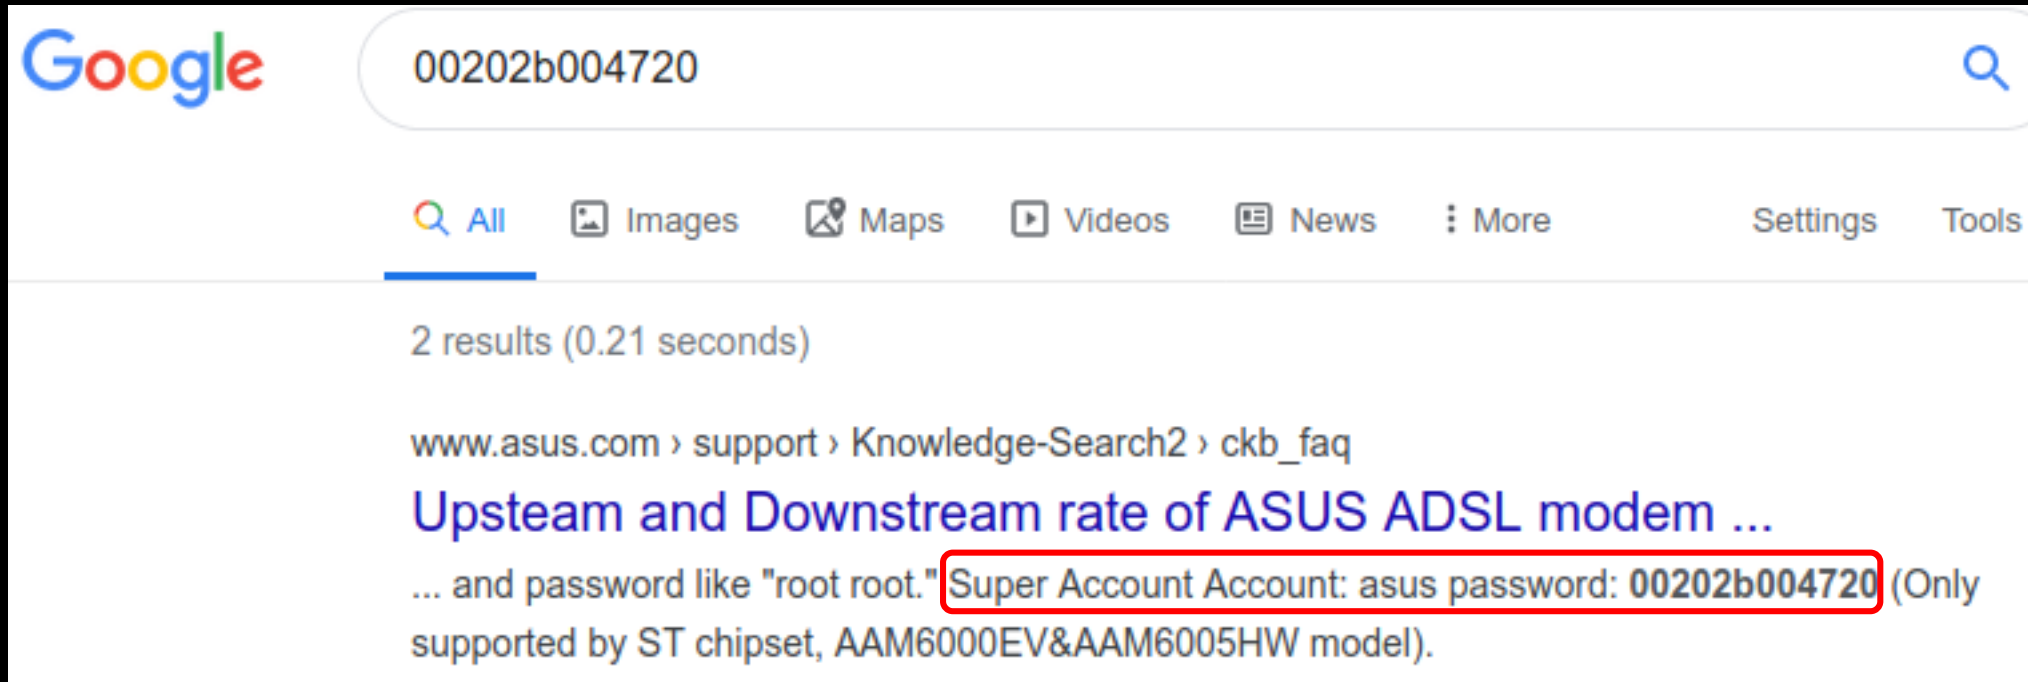 Google 00202b004720
All Images Maps Videos News More Settings Tools
2 results (0.21 seconds)
www.asus.com › support › Knowledge-Search2 › ckb_faq
Upsteam and Downstream rate of ASUS ADSL modem ...
... and password like "root root." Super Account Account: asus password: 00202b004720 (Only
supported by ST chipset, AAM6000EV&AAM6005HW model).